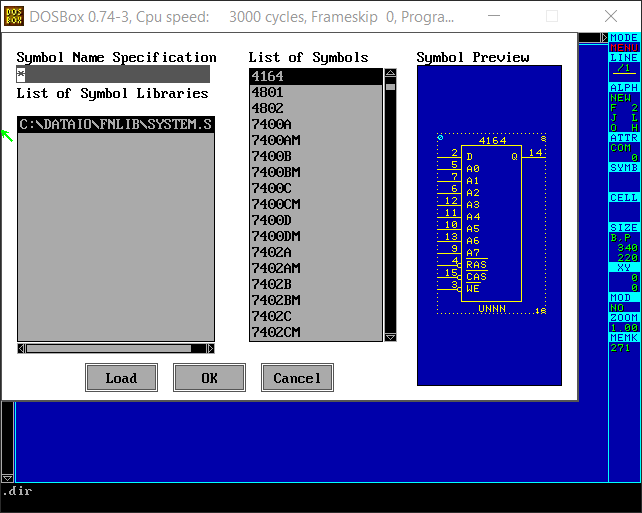 DOSBox 0.74-3, Cpu speed: 3000 cycles, Frameskip 0, Progra...
Symbol Name Specification
*
List of Symbol Libraries
C:\DATAIO\FNLIB\SYSTEM.S
List of Symbols
4164
4801
4802
7400A
7400AM
7400B
7400BM
7400C
7400CM
7400D
7400DM
7402A
7402AM
7402B
7402BM
7402C
7402CM
Symbol Preview
4164
2 D Q 14
5 A0
7 A1
6 A2
12 A3
11 A4
10 A5
13 A6
9 A7
4 RAS
15 CAS
3 WE
UNNN
8
16
Load
OK
Cancel
MODE
MENU
LINE
/1
ALPH
NEW
F 2
J L
O H
ATTR
COM
0
SYMB
CELL
SIZE
B,P
340
220
XY
0
0
MOD
NO
ZOOM
1.00
MEMK
271
.dir